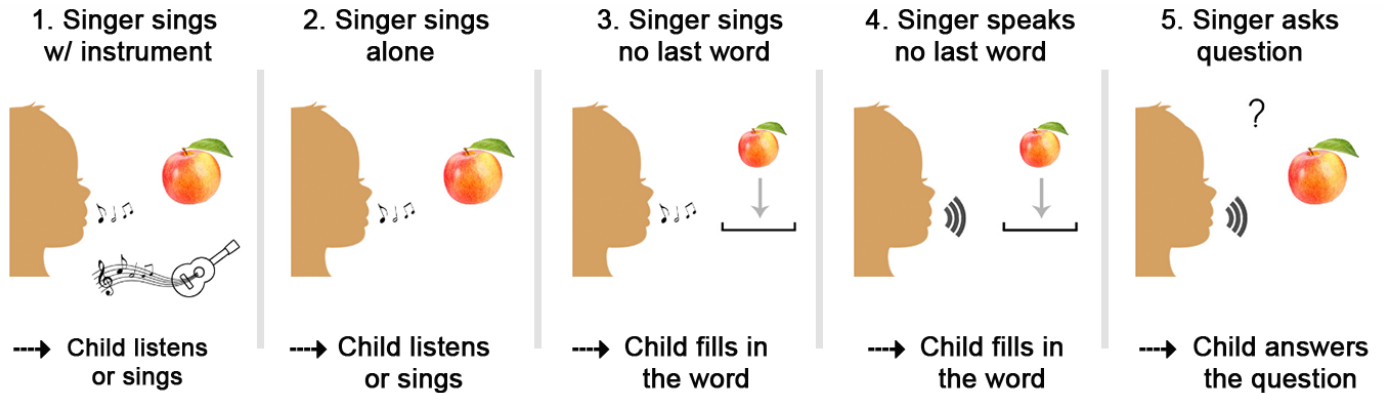 1. Singer sings
w/ instrument
2. Singer sings
alone
3. Singer sings
no last word
4. Singer speaks
no last word
5. Singer asks
question
?
Child listens
or sings
Child listens
or sings
Child fills in
the word
Child fills in
the word
Child answers
the question